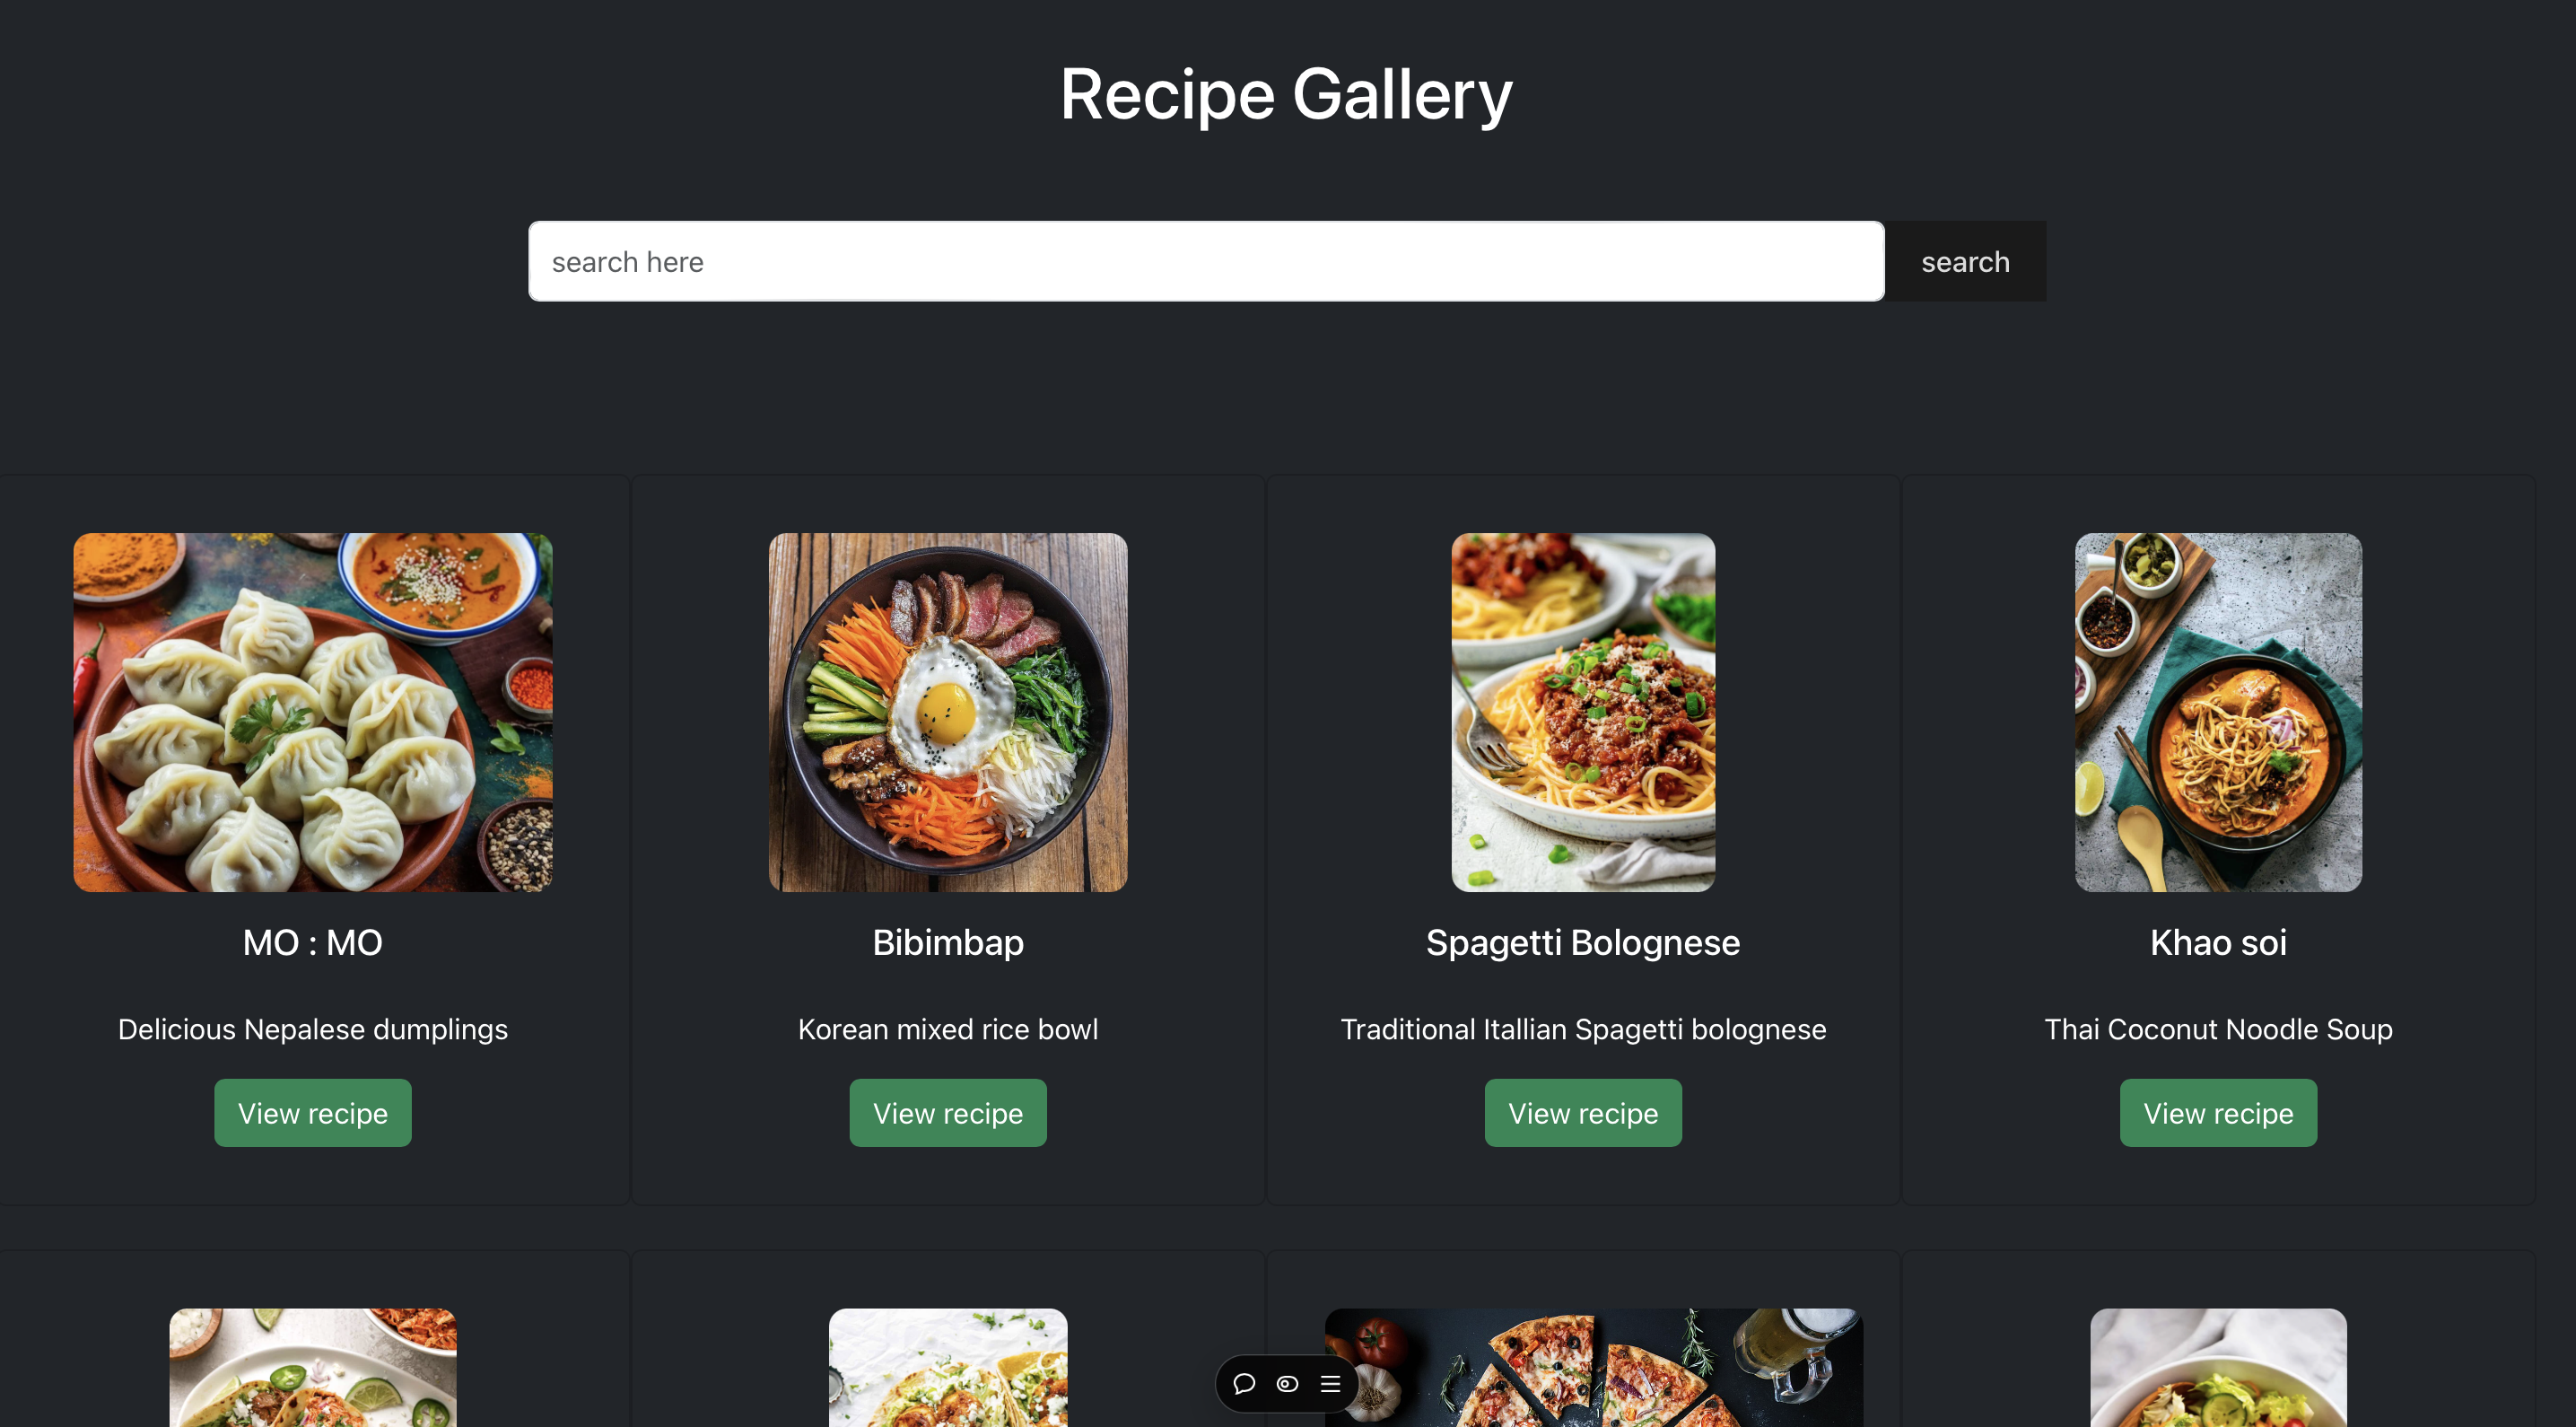 Recipe Gallery
search here
search
MO : MO
Bibimbap
Spagetti Bolognese
Khao soi
Delicious Nepalese dumplings
Korean mixed rice bowl
Traditional Itallian Spagetti bolognese
Thai Coconut Noodle Soup
View recipe
View recipe
View recipe
View recipe